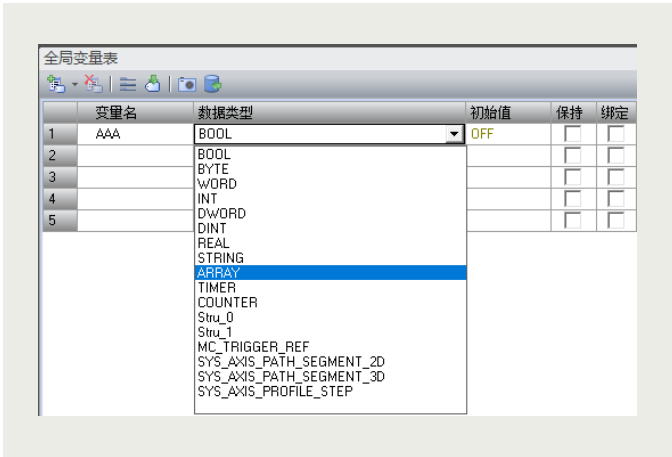 全局变量表
变量名 数据类型 初始值 保持 绑定
1 AAA BOOL OFF
2 BOOL
BYTE
3 WORD
4 INT
DWORD
5 DINT
REAL
STRING
ARRAY
TIMER
COUNTER
Stru_0
Stru_1
MC_TRIGGER_REF
SYS_AXIS_PATH_SEGMENT_2D
SYS_AXIS_PATH_SEGMENT_3D
SYS_AXIS_PROFILE_STEP